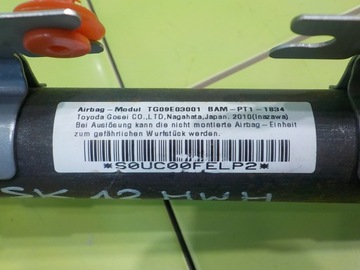 Airbag-Modul TG09E03001 BAM-PT1-1834
Toyoda Gosei CO.,LTD,Nagahata,Japan. 2010(Inazawa)
Bei Auslösung kann die nicht montierte Airbag-Einheit
zum gefährlichen Wurfstück werden.
*S0UC00FELP2*
SK 12 HWH